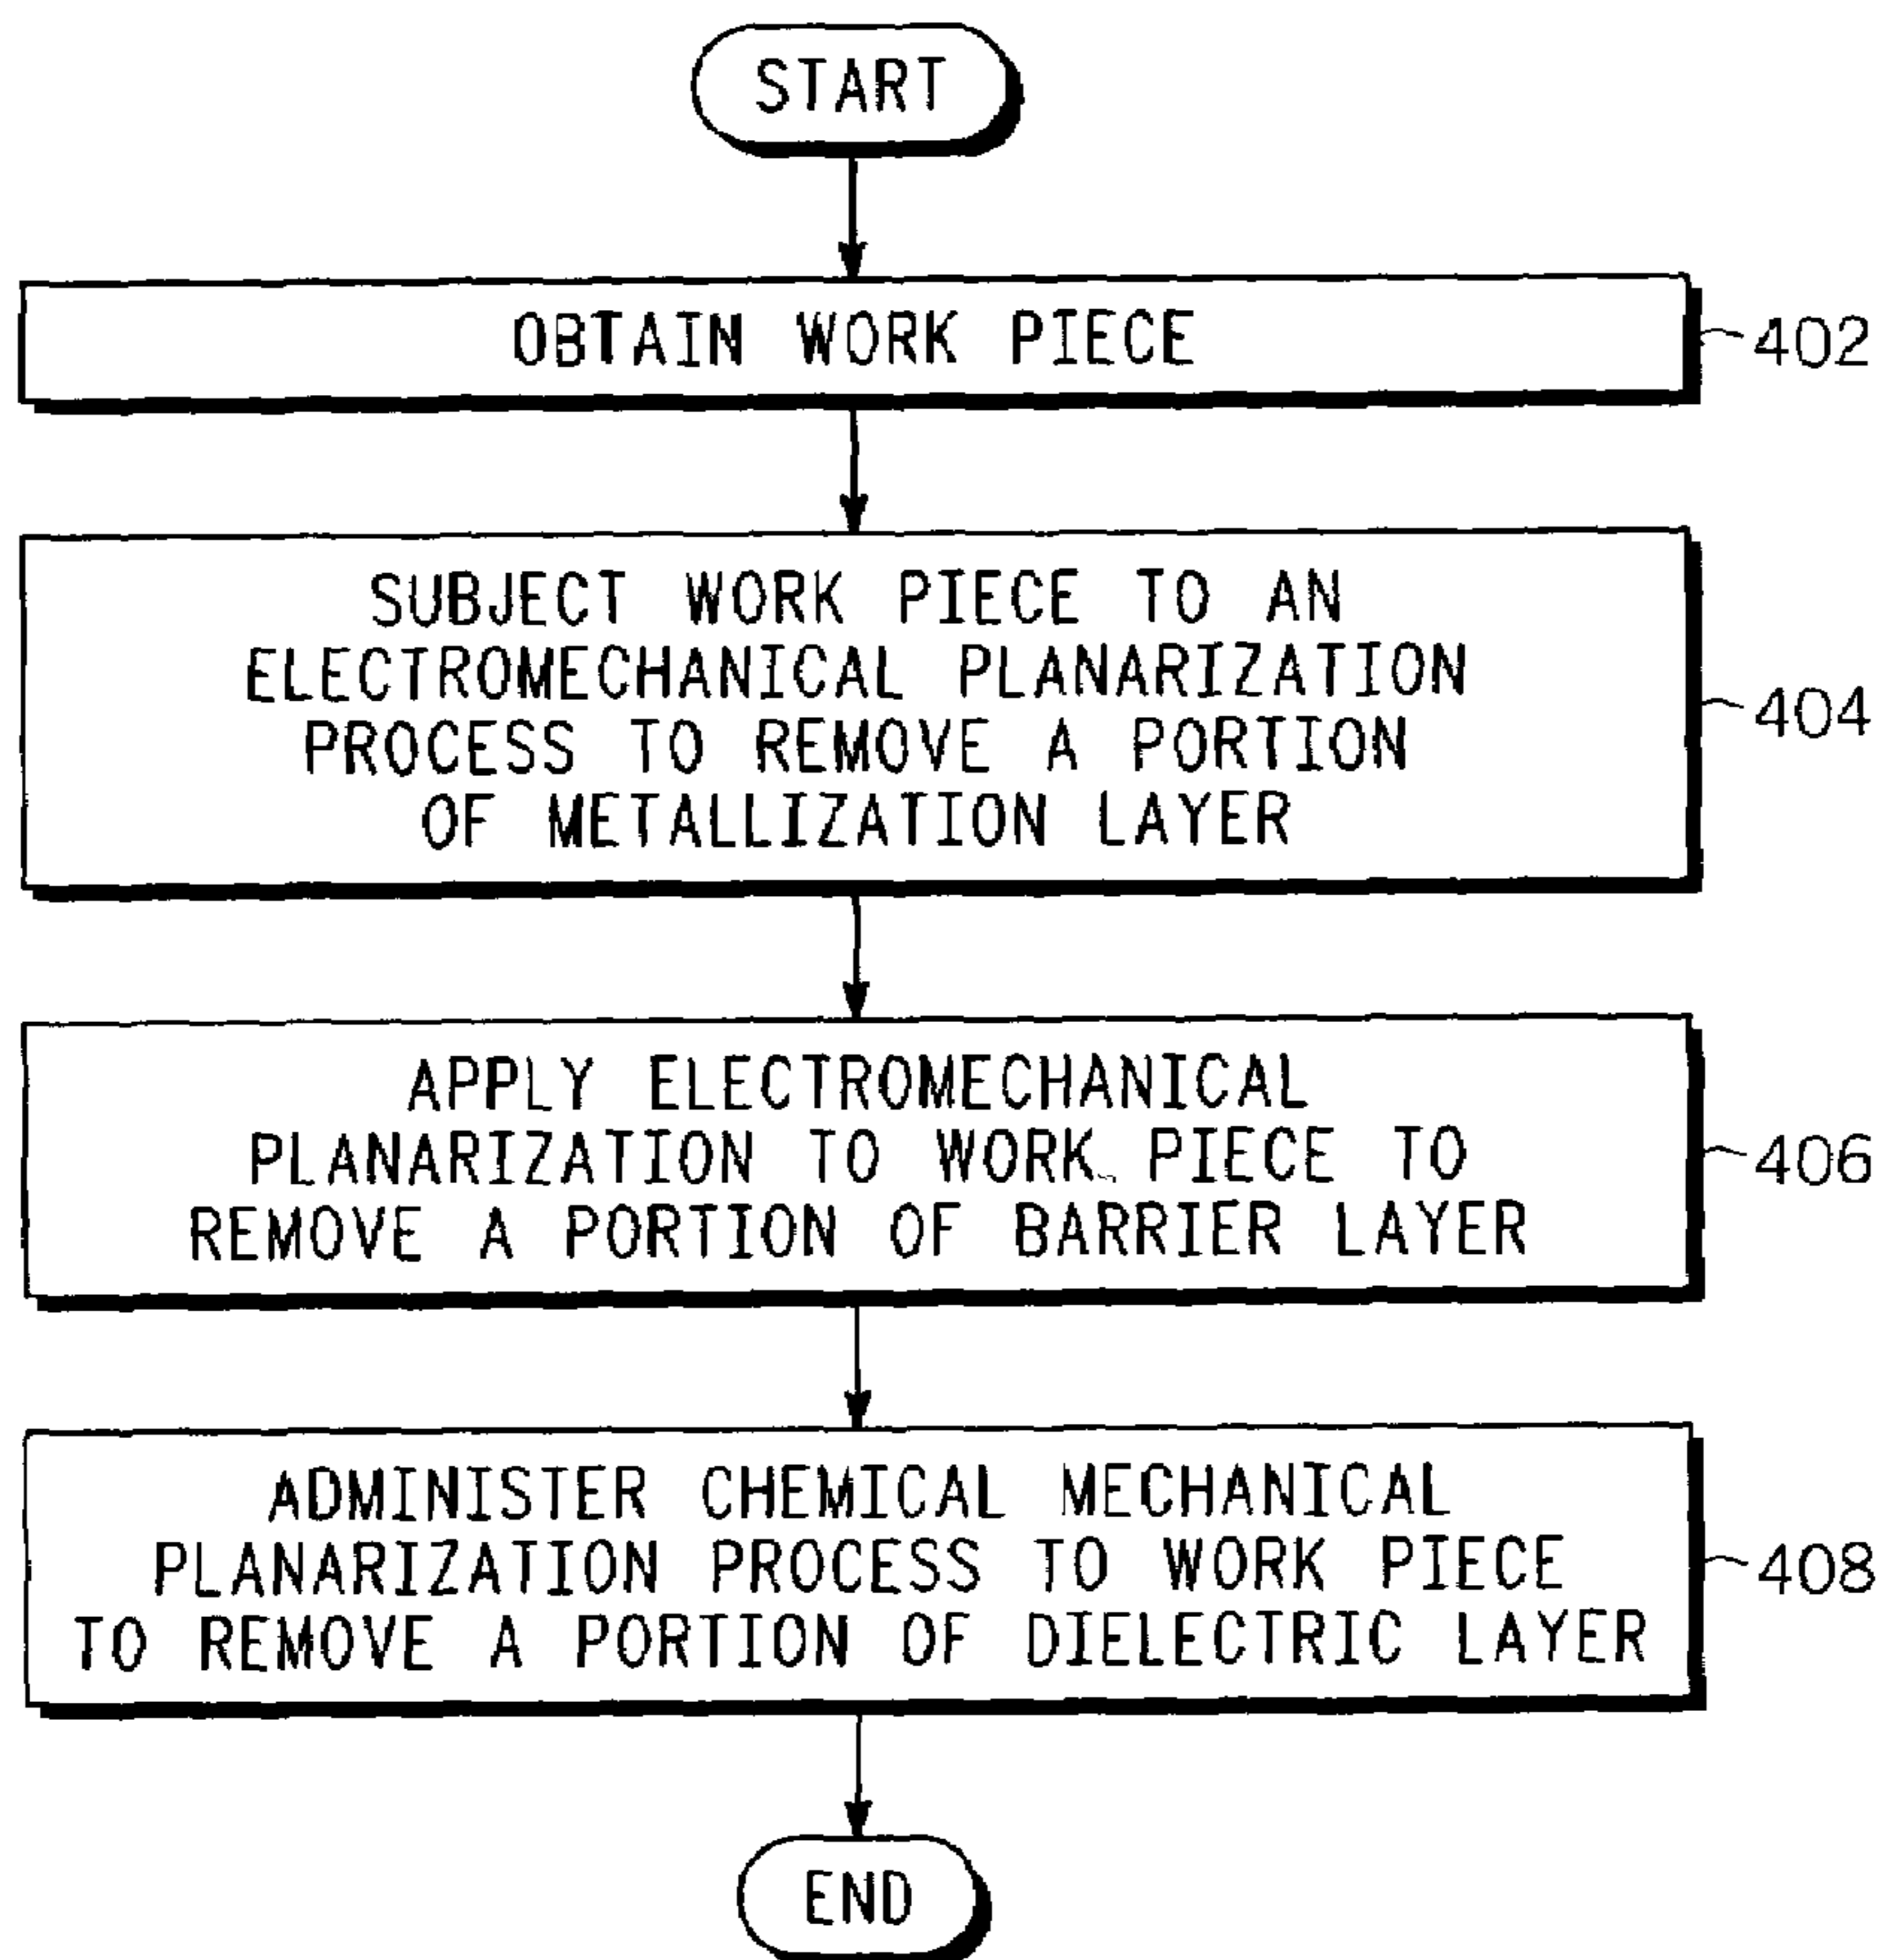 START
OBTAIN WORK PIECE
402
SUBJECT WORK PIECE TO AN
ELECTROMECHANICAL PLANARIZATION
PROCESS TO REMOVE A PORTION
OF METALLIZATION LAYER
404
APPLY ELECTROMECHANICAL
PLANARIZATION TO WORK PIECE TO
REMOVE A PORTION OF BARRIER LAYER
406
ADMINISTER CHEMICAL MECHANICAL
PLANARIZATION PROCESS TO WORK PIECE
TO REMOVE A PORTION OF DIELECTRIC LAYER
408
END